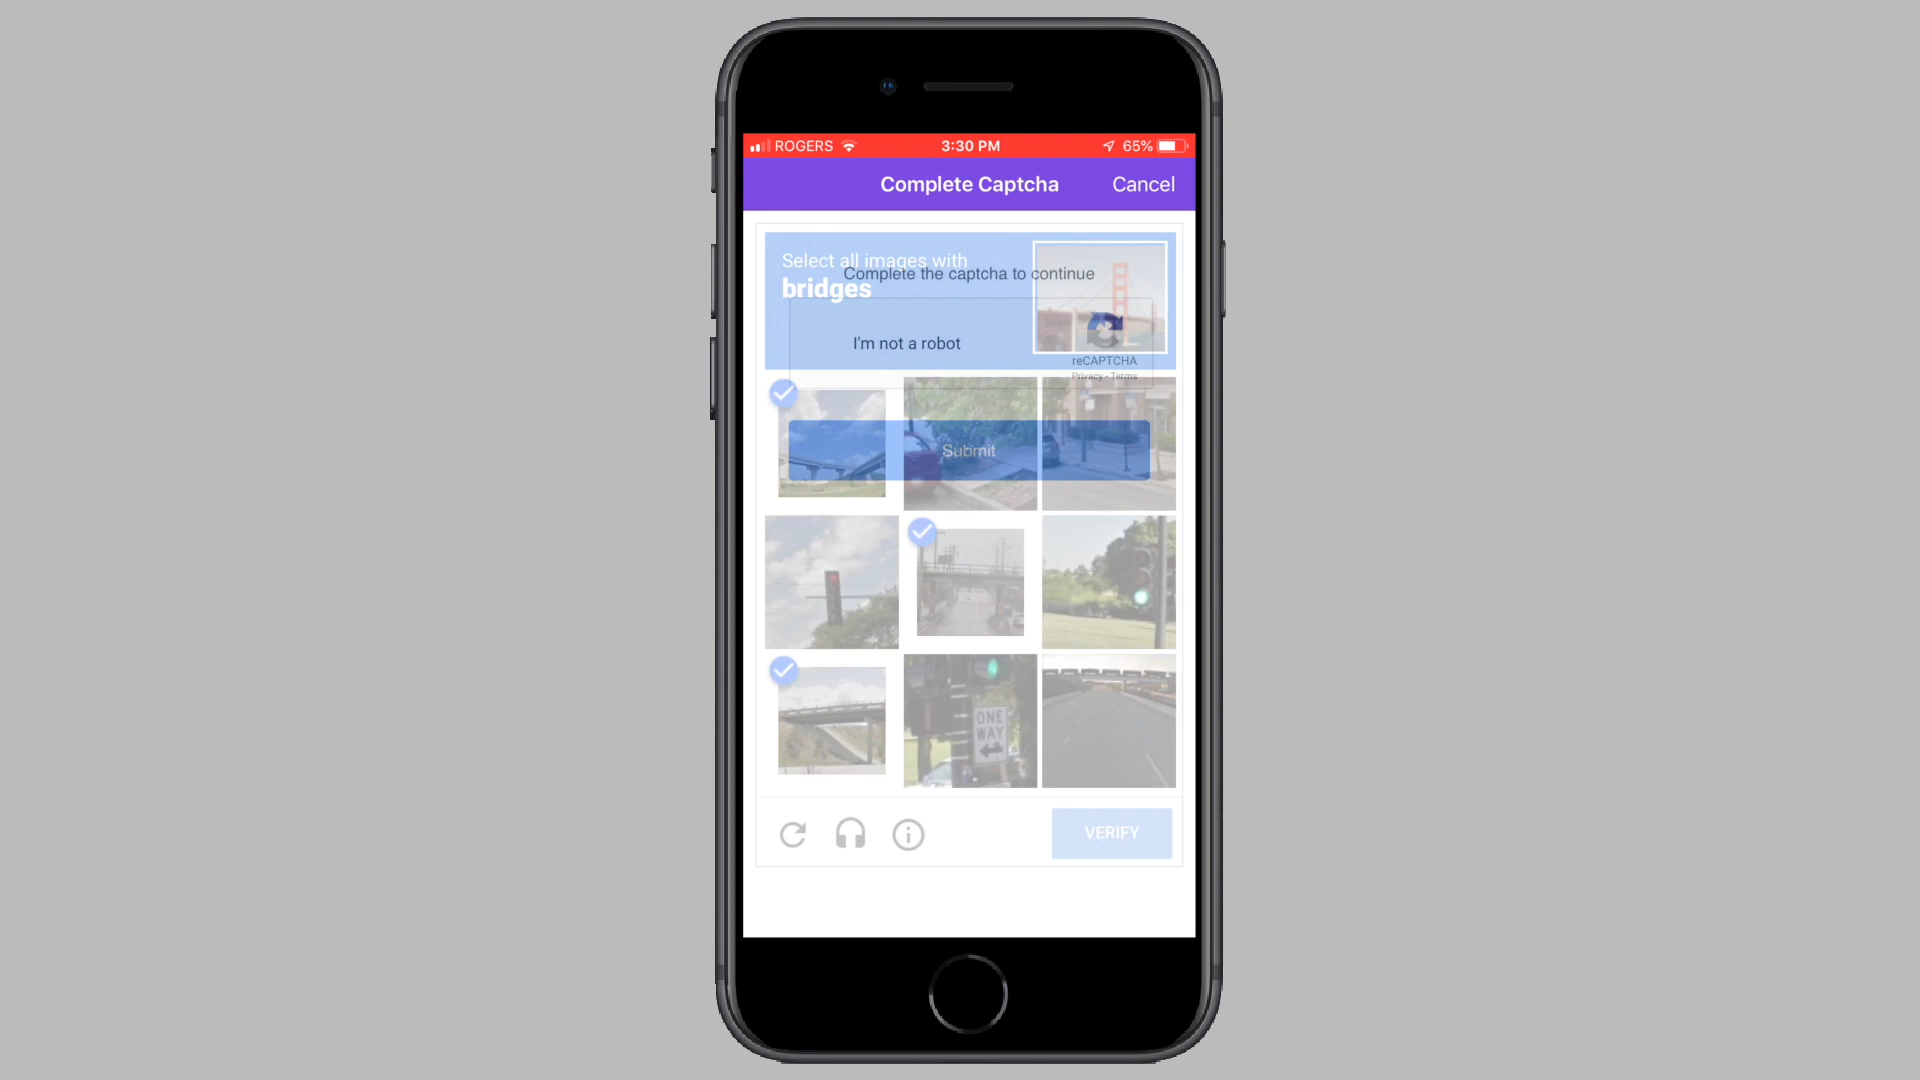 ROGERS 3:30 PM 65%
Complete Captcha Cancel
Select all images with
bridges
Complete the captcha to continue
I'm not a robot
reCAPTCHA
Privacy - Terms
Submit
ONE
WAY
VERIFY